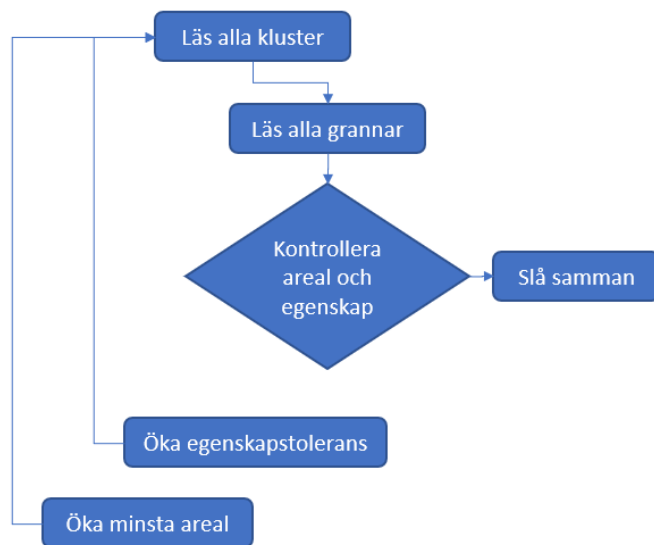 Läs alla kluster
Läs alla grannar
Kontrollera
areal och
egenskap
Slå samman
Öka egenskapstolerans
Öka minsta areal